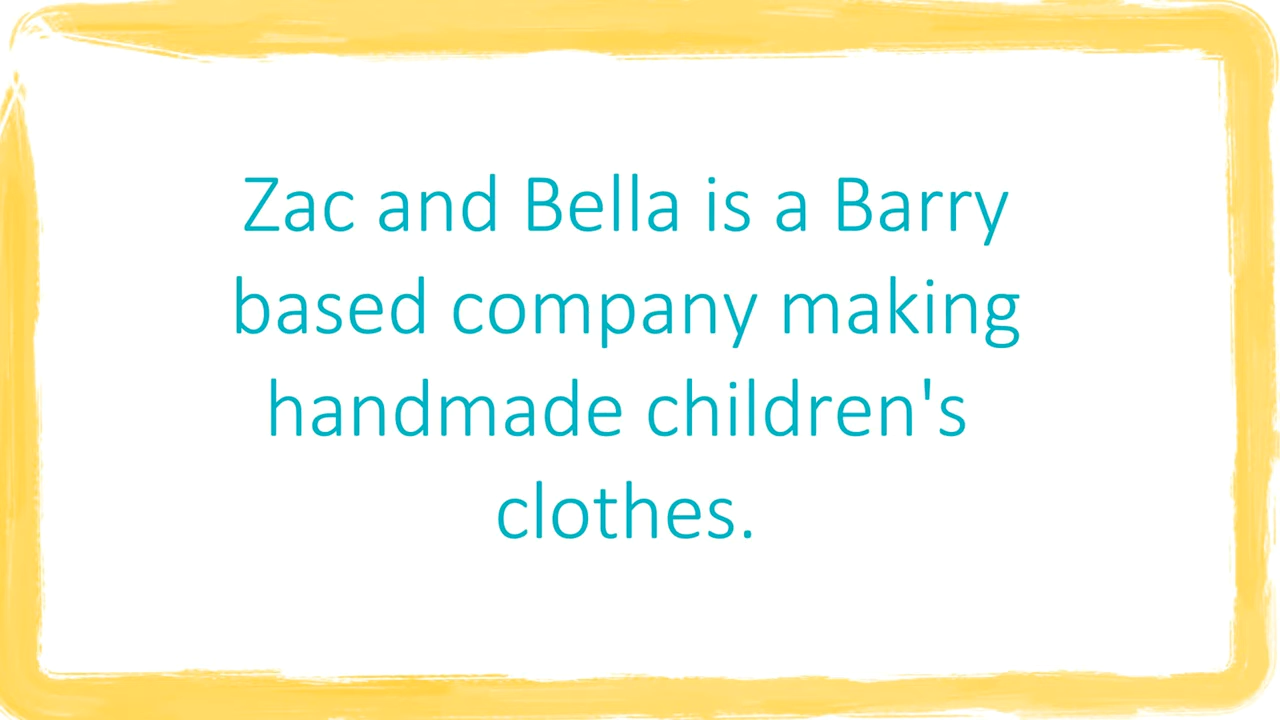 Zac and Bella is a Barry
based company making
handmade children's
clothes.